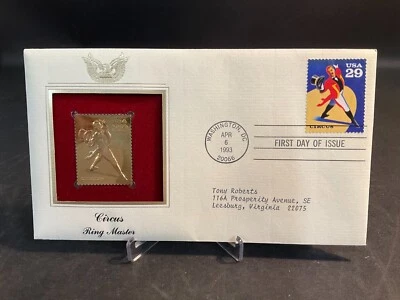 USA
29
CIRCUS
WASHINGTON, DC
APR
6
1993
20066
FIRST DAY OF ISSUE
Tony Roberts
116A Prosperity Avenue, SE
Leesburg, Virginia 22075
Circus
Ring Master